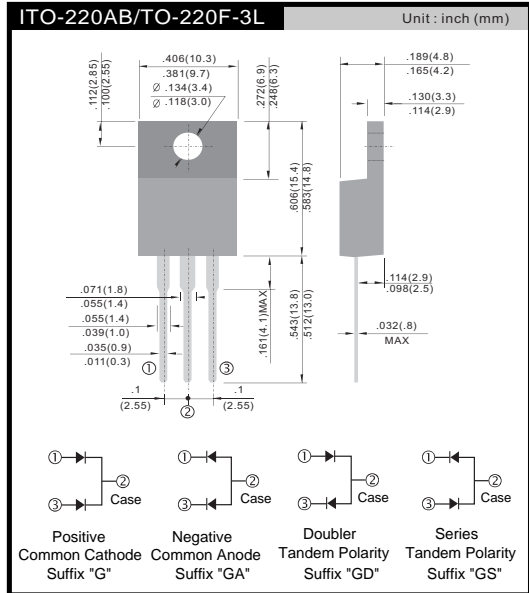 ITO-220AB/TO-220F-3L
Unit : inch (mm)
.406(10.3)
.381(9.7)
Ø .134(3.4)
Ø .118(3.0)
.112(2.85)
.100(2.55)
.272(6.9)
.248(6.3)
.189(4.8)
.165(4.2)
.130(3.3)
.114(2.9)
.606(15.4)
.583(14.8)
.071(1.8)
.055(1.4)
.055(1.4)
.039(1.0)
.035(0.9)
.011(0.3)
.161(4.1)MAX
.543(13.8)
.512(13.0)
.114(2.9)
.098(2.5)
.032(.8)
MAX
① ③
.1
(2.55)
②
.1
(2.55)
① ② ③ Case
① ② ③ Case
① ② ③ Case
① ② ③ Case
Positive
Common Cathode
Suffix "G"
Negative
Common Anode
Suffix "GA"
Doubler
Tandem Polarity
Suffix "GD"
Series
Tandem Polarity
Suffix "GS"